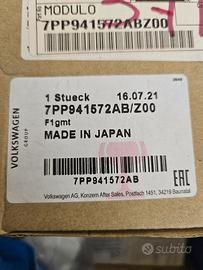 MODULO
7PP941572ABZ00
1 Stueck 16.07.21
7PP941572AB/Z00
F1gmt
MADE IN JAPAN
VOLKSWAGEN
GROUP
7PP941572AB
EAC
Volkswagen AG, Konzern After Sales, Postfach 1451, 34219 Baunatal
subito